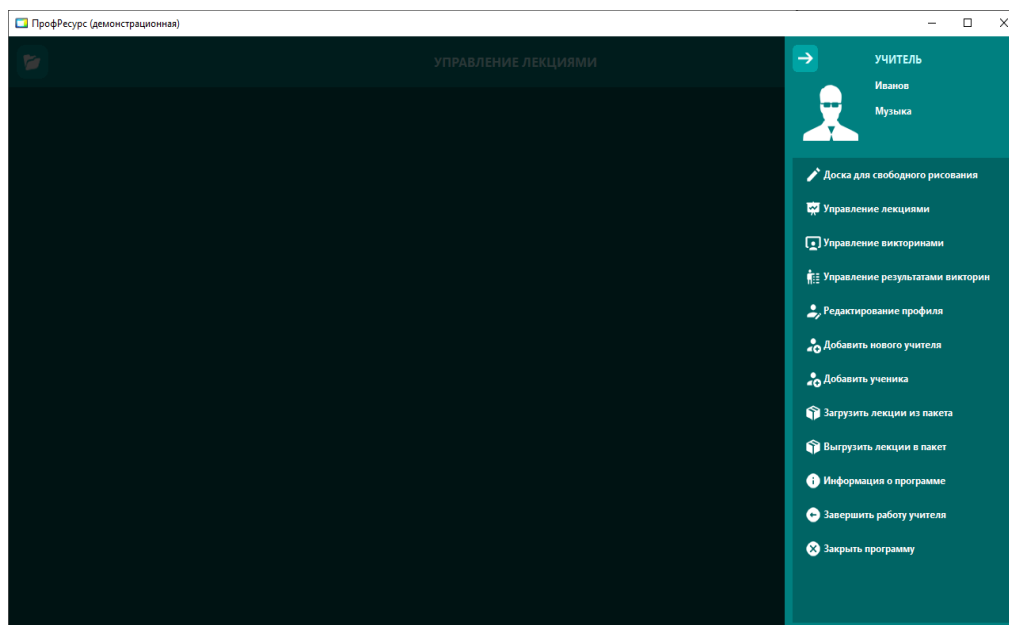 ПрофРесурс (демонстрационная)
УПРАВЛЕНИЕ ЛЕКЦИЯМИ
УЧИТЕЛЬ
Иванов
Музыка
Доска для свободного рисования
Управление лекциями
Управление викторинами
Управление результатами викторин
Редактирование профиля
Добавить нового учителя
Добавить ученика
Загрузить лекции из пакета
Выгрузить лекции в пакет
Информация о программе
Завершить работу учителя
Закрыть программу